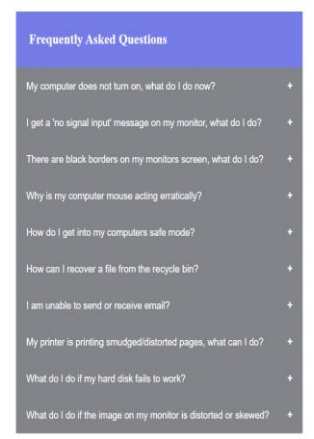 Frequently Asked Questions
My computer does not turn on, what do I do now? +
I get a 'no signal input' message on my monitor, what do I do? +
There are black borders on my monitors screen, what do I do? +
Why is my computer mouse acting erratically? +
How do I get into my computers safe mode? +
How can I recover a file from the recycle bin? +
I am unable to send or receive email? +
My printer is printing smudged/distorted pages, what can I do? +
What do I do if my hard disk fails to work? +
What do I do if the image on my monitor is distorted or skewed? +